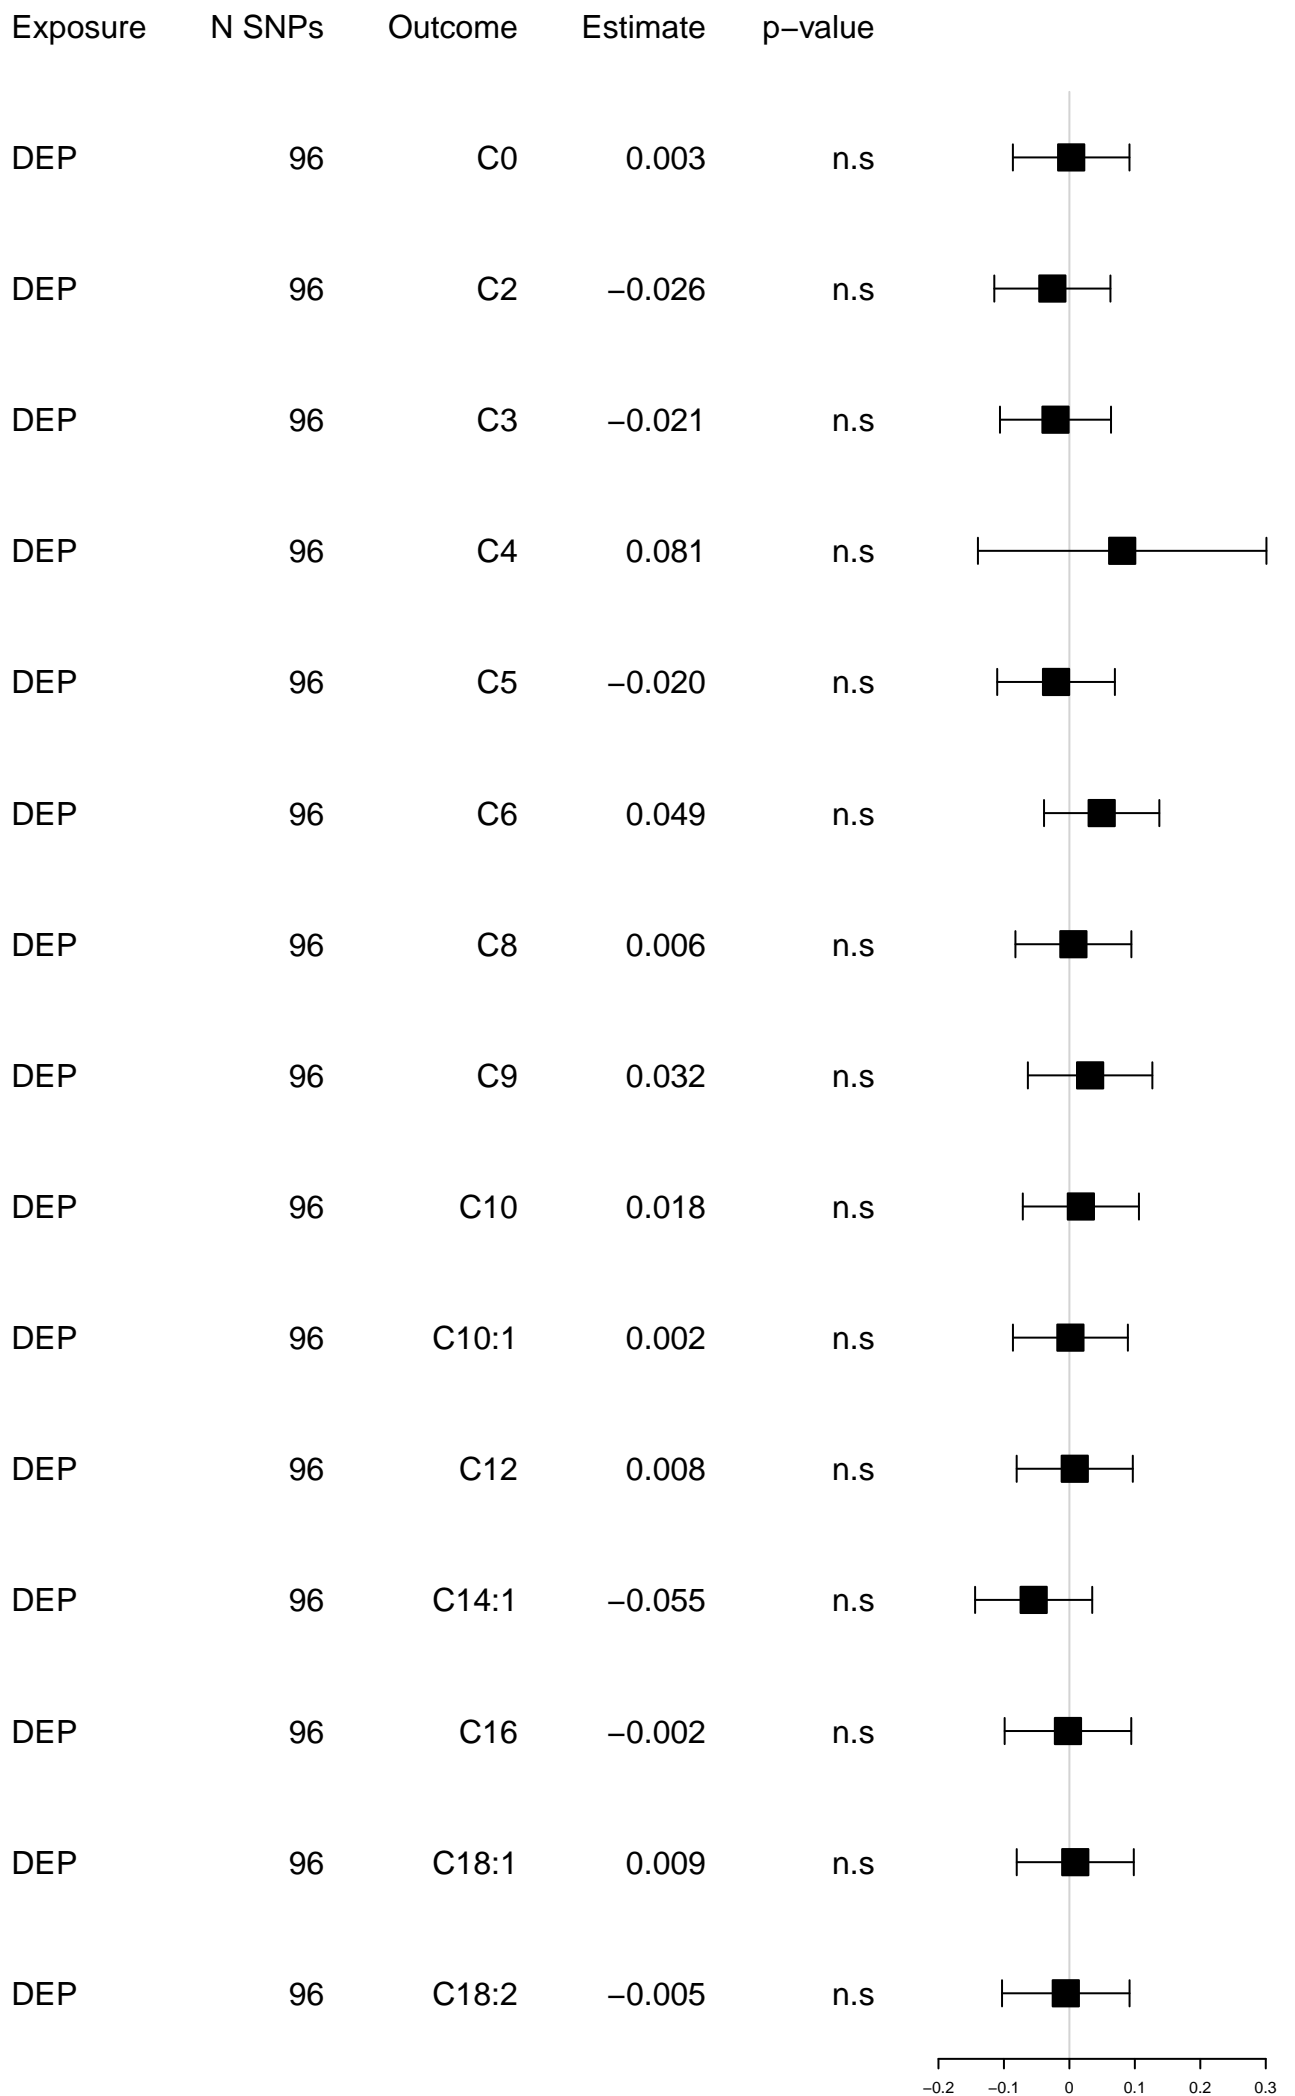 Exposure N SNPs Outcome Estimate p−value
DEP 96 C0 0.003 n.s
DEP 96 C2 −0.026 n.s
DEP 96 C3 −0.021 n.s
DEP 96 C4 0.081 n.s
DEP 96 C5 −0.020 n.s
DEP 96 C6 0.049 n.s
DEP 96 C8 0.006 n.s
DEP 96 C9 0.032 n.s
DEP 96 C10 0.018 n.s
DEP 96 C10:1 0.002 n.s
DEP 96 C12 0.008 n.s
DEP 96 C14:1 −0.055 n.s
DEP 96 C16 −0.002 n.s
DEP 96 C18:1 0.009 n.s
DEP 96 C18:2 −0.005 n.s
−0.2 −0.1 0 0.1 0.2 0.3